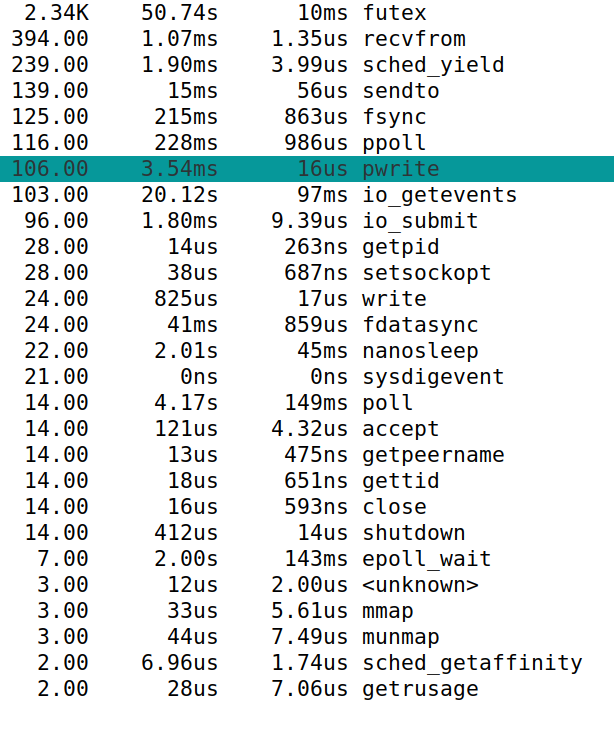 2.34K 50.74s 10ms futex
394.00 1.07ms 1.35us recvfrom
239.00 1.90ms 3.99us sched_yield
139.00 15ms 56us sendto
125.00 215ms 863us fsync
116.00 228ms 986us ppoll
106.00 3.54ms 16us pwrite
103.00 20.12s 97ms io_getevents
96.00 1.80ms 9.39us io_submit
28.00 14us 263ns getpid
28.00 38us 687ns setsockopt
24.00 825us 17us write
24.00 41ms 859us fdatasync
22.00 2.01s 45ms nanosleep
21.00 0ns 0ns sysdigevent
14.00 4.17s 149ms poll
14.00 121us 4.32us accept
14.00 13us 475ns getpeername
14.00 18us 651ns gettid
14.00 16us 593ns close
14.00 412us 14us shutdown
7.00 2.00s 143ms epoll_wait
3.00 12us 2.00us <unknown>
3.00 33us 5.61us mmap
3.00 44us 7.49us munmap
2.00 6.96us 1.74us sched_getaffinity
2.00 28us 7.06us getrusage